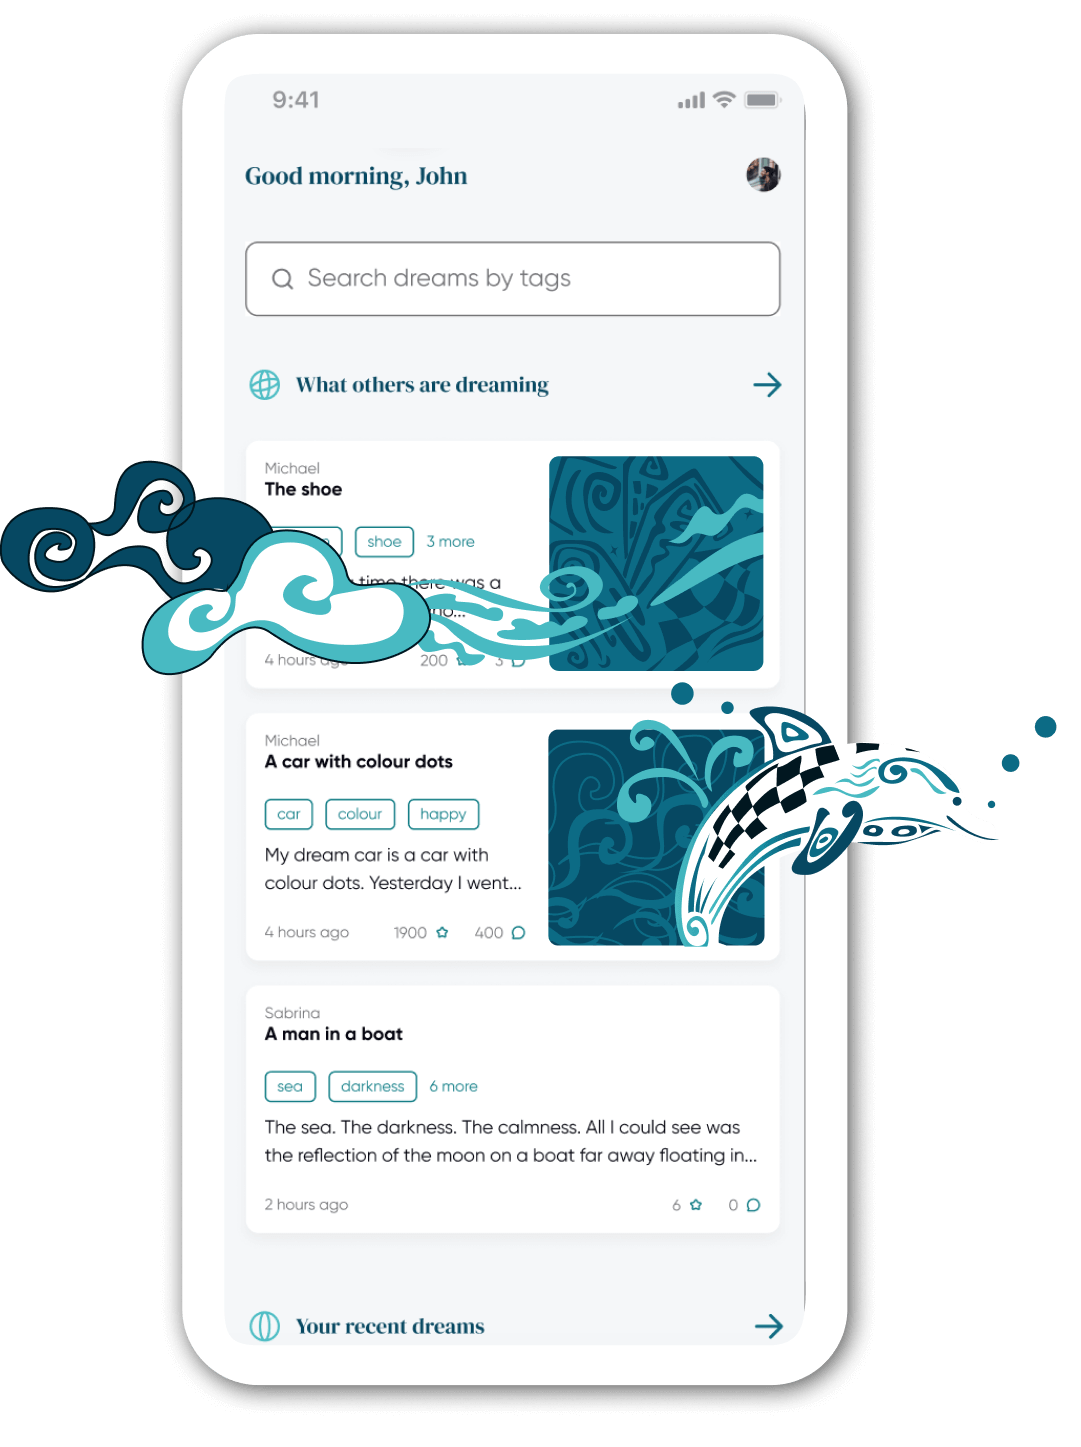 9:41
Good morning, John
Search dreams by tags
What others are dreaming
Michael
The shoe
shoe 3 more
time there was a
4 hours ago 200 3
Michael
A car with colour dots
car colour happy
My dream car is a car with
colour dots. Yesterday I went...
4 hours ago 1900 400
Sabrina
A man in a boat
sea darkness 6 more
The sea. The darkness. The calmness. All I could see was
the reflection of the moon on a boat far away floating in...
2 hours ago 6 0
Your recent dreams